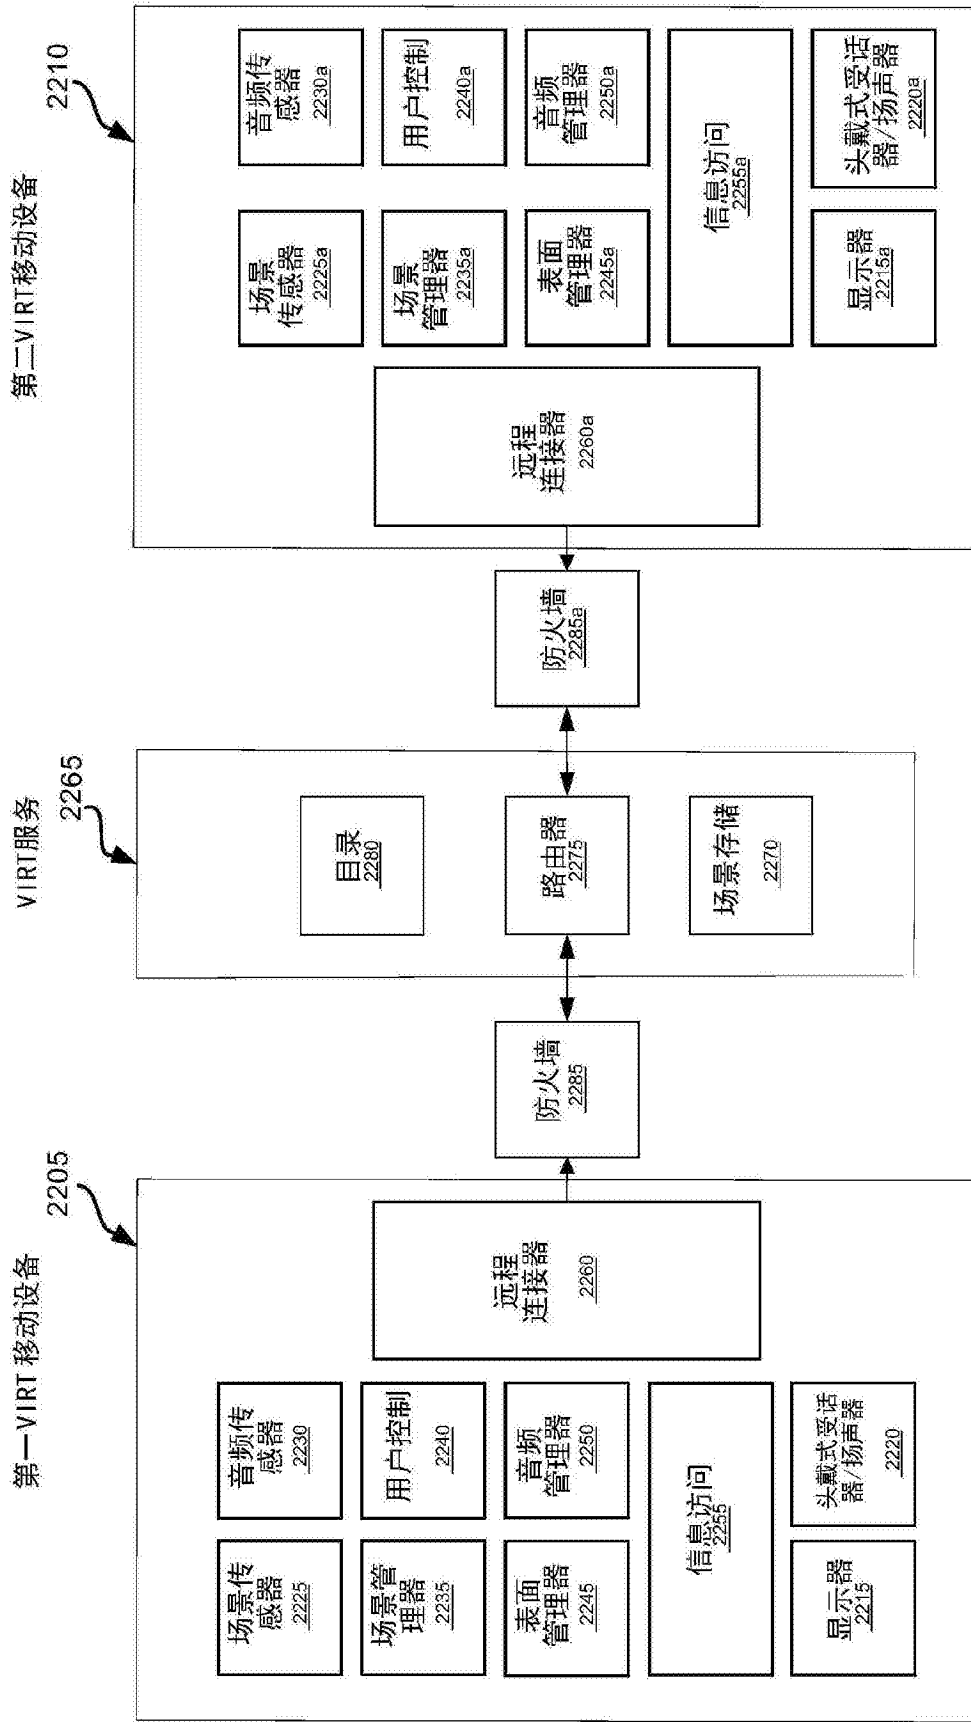 第一VIRT 移动设备
2205
场景传
感器
2225
音频传
感器
2230
场景管
理器
2235
用户控制
2240
表面
管理器
2245
音频
管理器
2250
信息访问
2255
显示器
2215
头戴式受话
器/扬声器
2220
远程
连接器
2260
防火墙
2285
VIRT服务
2265
目录
2280
路由器
2275
场景存储
2270
防火墙
2285a
第二VIRT移动设备
2210
远程
连接器
2260a
场景
传感器
2225a
音频传
感器
2230a
场景
管理器
2235a
用户控制
2240a
表面
管理器
2245a
音频
管理器
2250a
信息访问
2255a
显示器
2215a
头戴式受话
器/扬声器
2220a